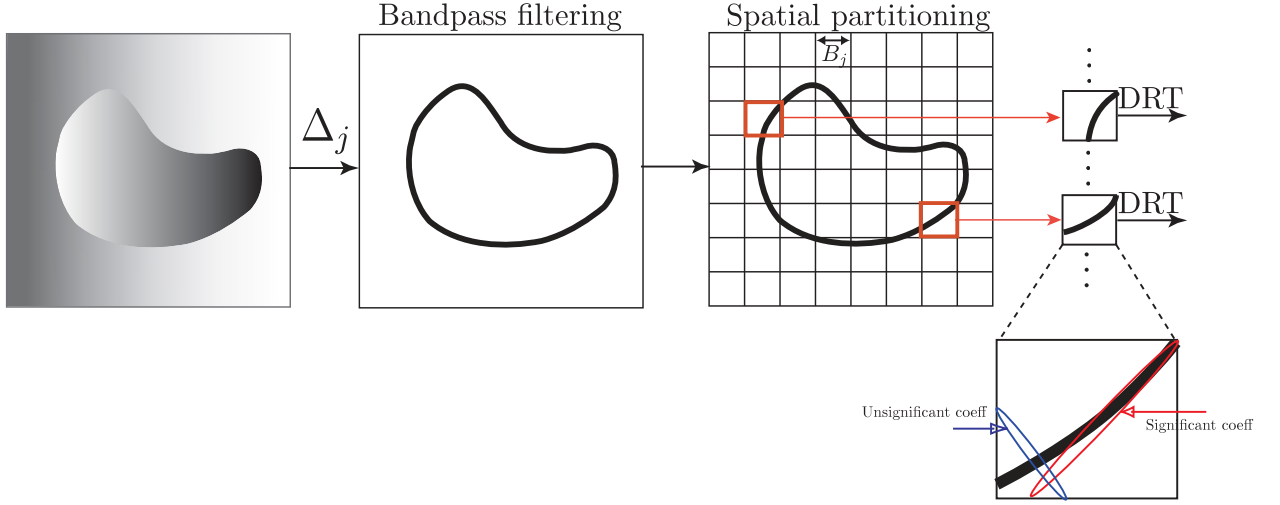 Bandpass filtering
Spatial partitioning
Δj
Bj
DRT
DRT
Unsignificant coeff
Significant coeff